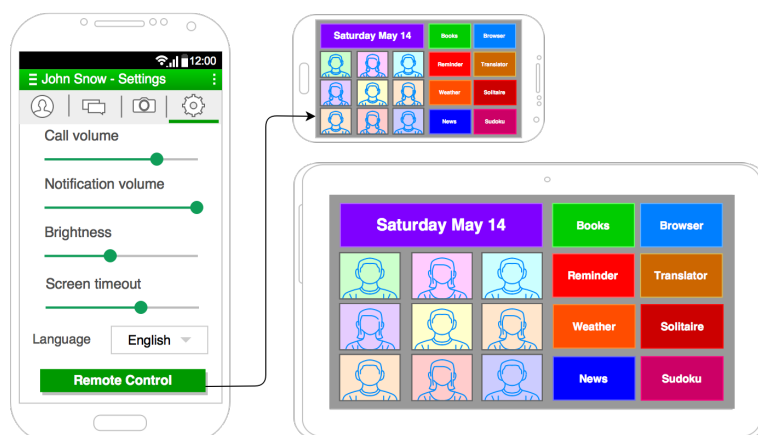 12:00
John Snow - Settings
Call volume
Notification volume
Brightness
Screen timeout
Language English
Remote Control
Saturday May 14 Books Browser
Reminder Translator
Weather Solitaire
News Sudoku
Saturday May 14 Books Browser
Reminder Translator
Weather Solitaire
News Sudoku